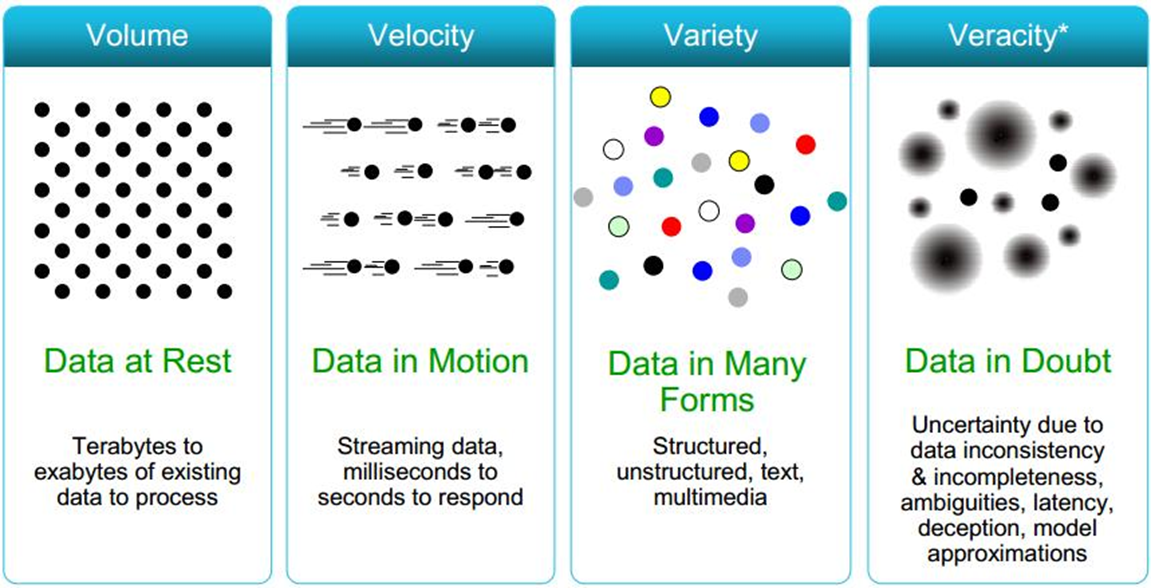 Volume
Data at Rest
Terabytes to
exabytes of existing
data to process
Velocity
Data in Motion
Streaming data,
milliseconds to
seconds to respond
Variety
Data in Many
Forms
Structured,
unstructured, text,
multimedia
Veracity*
Data in Doubt
Uncertainty due to
data inconsistency
& incompleteness,
ambiguities, latency,
deception, model
approximations